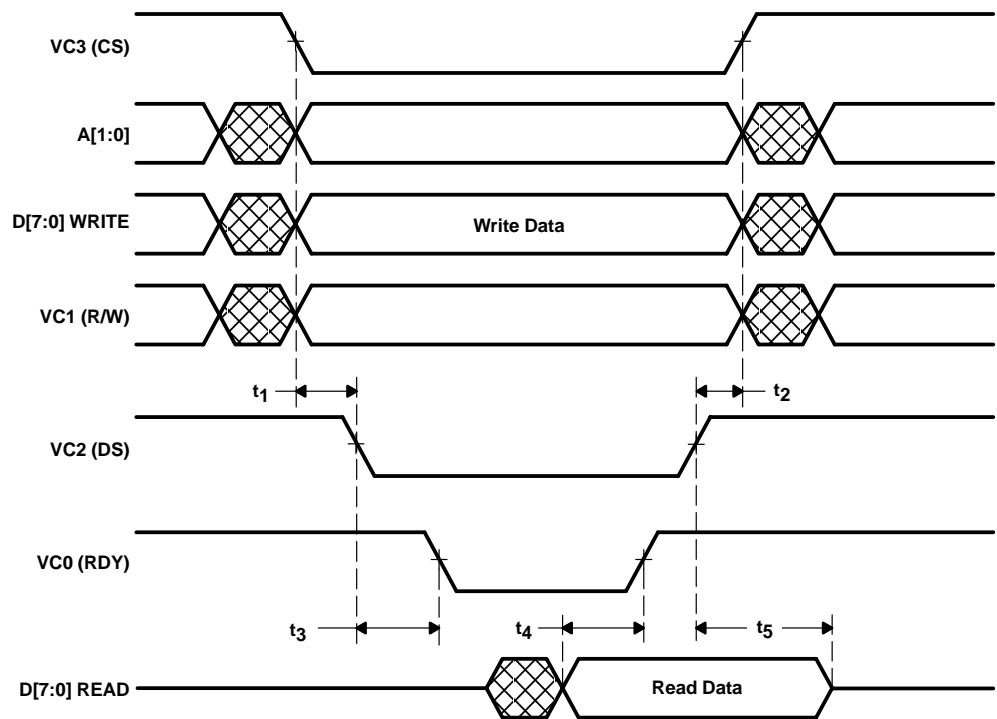 VC3 (CS)
A[1:0]
D[7:0] WRITE
Write Data
VC1 (R/W)
t1
t2
VC2 (DS)
VC0 (RDY)
t3
t4
t5
D[7:0] READ
Read Data